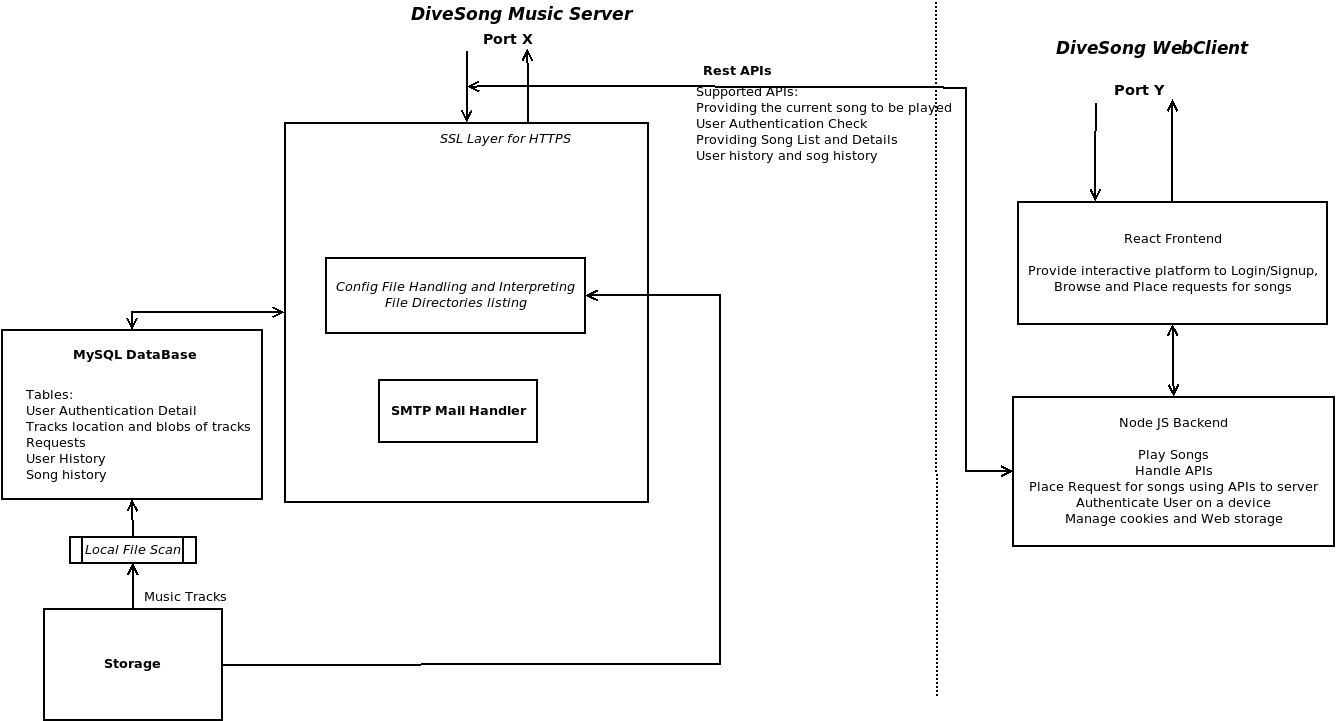 DiveSong Music Server
Port X
DiveSong WebClient
Port Y
Rest APIs
Supported APIs:
Providing the current song to be played
User Authentication Check
Providing Song List and Details
User history and sog history
SSL Layer for HTTPS
Config File Handling and Interpreting
File Directories listing
SMTP Mail Handler
MySQL DataBase
Tables:
User Authentication Detail
Tracks location and blobs of tracks
Requests
User History
Song history
Local File Scan
Music Tracks
Storage
React Frontend
Provide interactive platform to Login/Signup,
Browse and Place requests for songs
Node JS Backend
Play Songs
Handle APIs
Place Request for songs using APIs to server
Authenticate User on a device
Manage cookies and Web storage